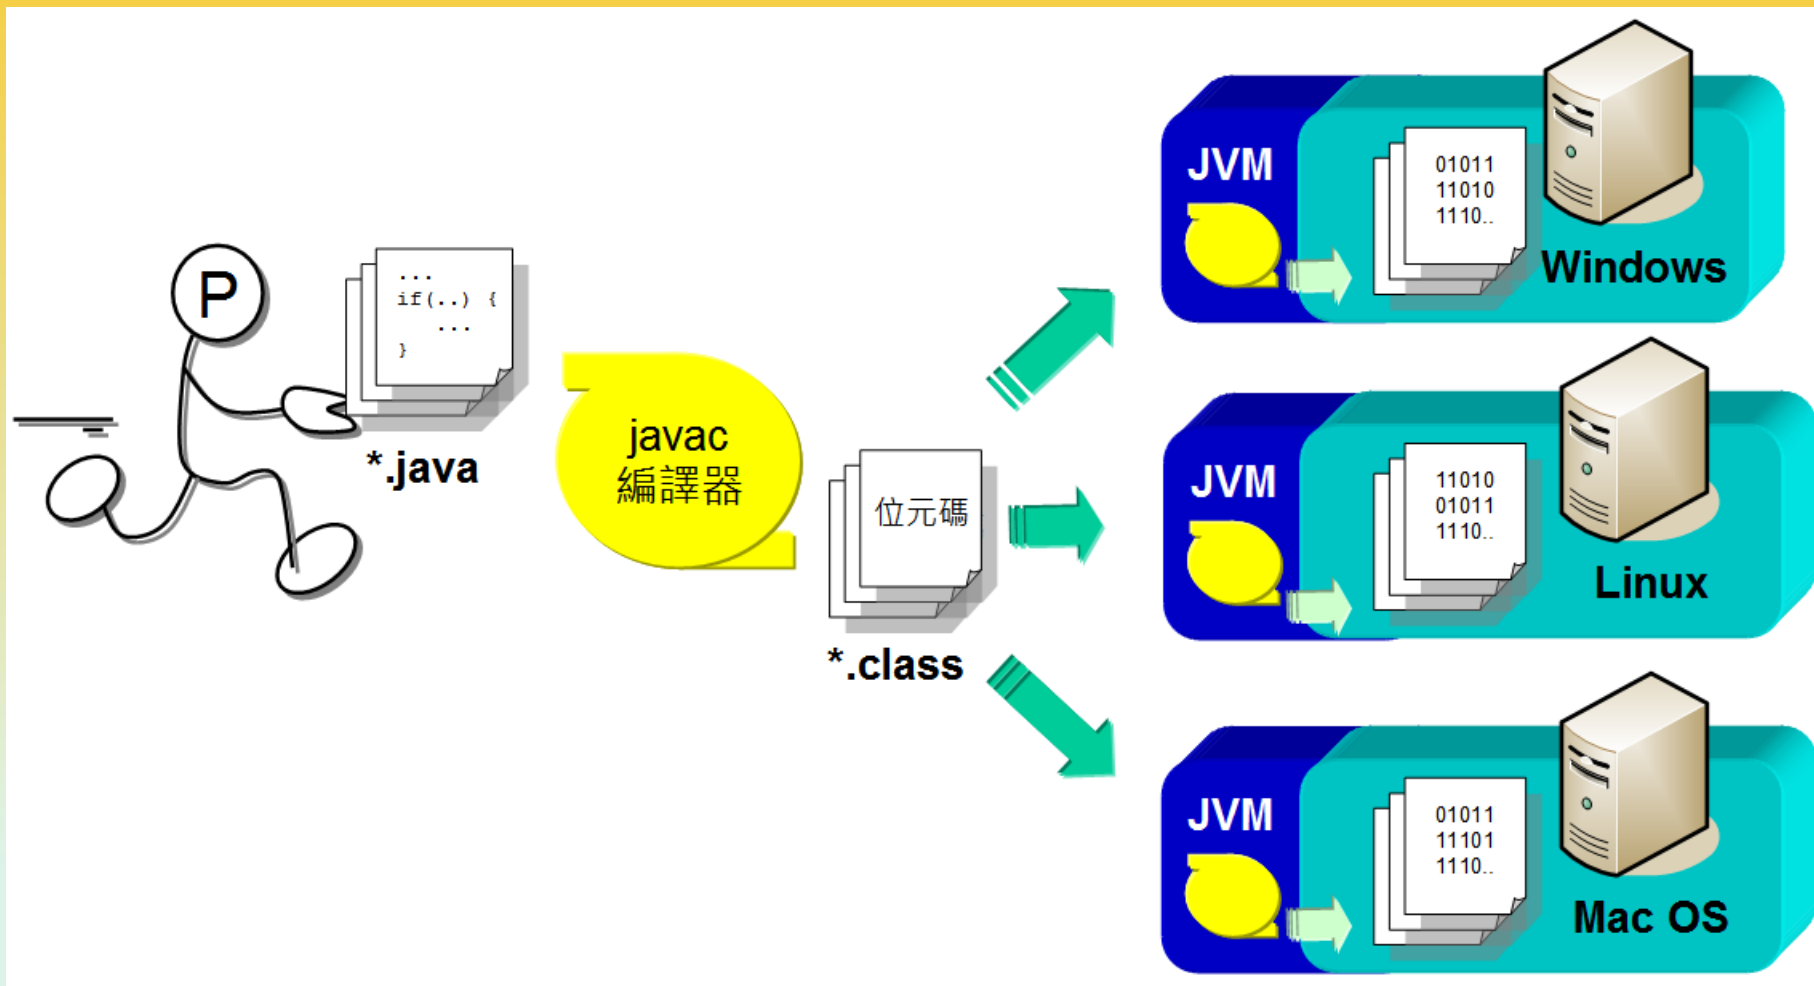 P
...
if(..) {
...
}
*.java
javac
編譯器
位元碼
*.class
JVM
01011
11010
1110..
Windows
JVM
11010
01011
1110..
Linux
JVM
01011
11101
1110..
Mac OS